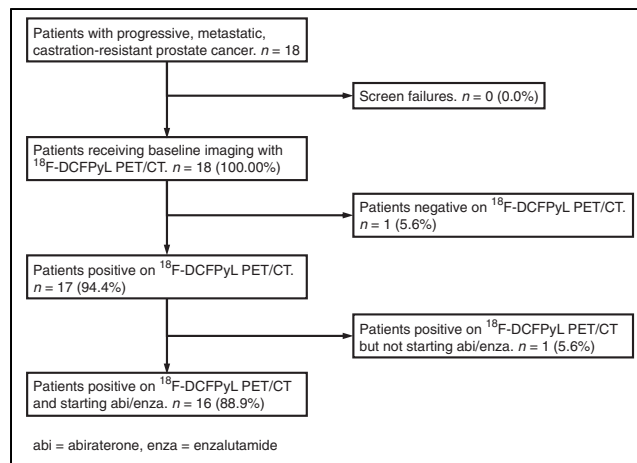 Patients with progressive, metastatic,
castration-resistant prostate cancer. n = 18
Screen failures. n = 0 (0.0%)
Patients receiving baseline imaging with
¹⁸F-DCFPyL PET/CT. n = 18 (100.00%)
Patients negative on ¹⁸F-DCFPyL PET/CT.
n = 1 (5.6%)
Patients positive on ¹⁸F-DCFPyL PET/CT.
n = 17 (94.4%)
Patients positive on ¹⁸F-DCFPyL PET/CT
but not starting abi/enza. n = 1 (5.6%)
Patients positive on ¹⁸F-DCFPyL PET/CT
and starting abi/enza. n = 16 (88.9%)
abi = abiraterone, enza = enzalutamide